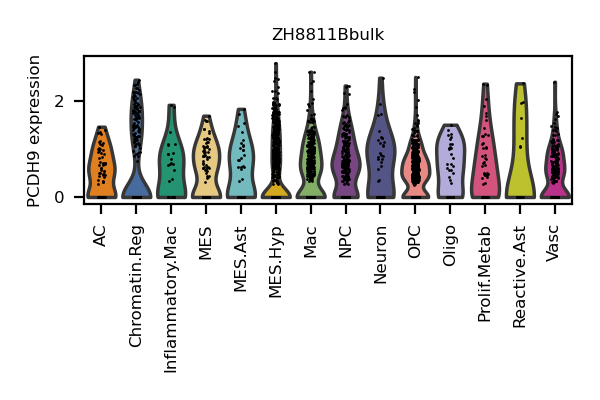 ZH8811Bbulk
PCDH9 expression
2
0
AC
Chromatin.Reg
Inflammatory.Mac
MES
MES.Ast
MES.Hyp
Mac
NPC
Neuron
OPC
Oligo
Prolif.Metab
Reactive.Ast
Vasc